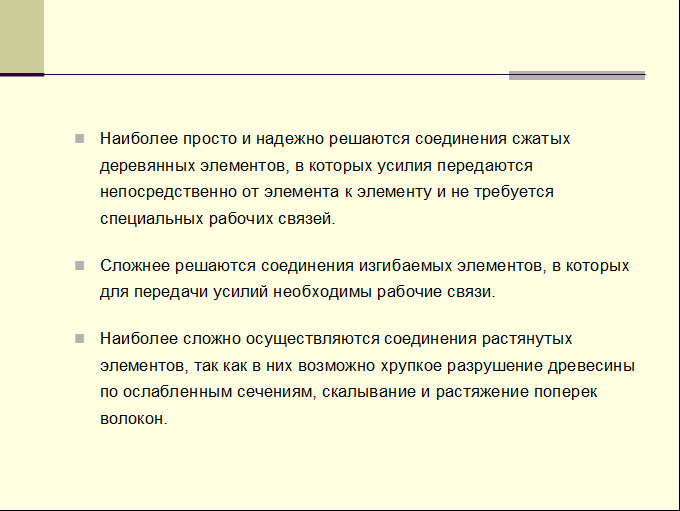 Наиболее просто и надежно решаются соединения сжатых
деревянных элементов, в которых усилия передаются
непосредственно от элемента к элементу и не требуется
специальных рабочих связей.
Сложнее решаются соединения изгибаемых элементов, в которых
для передачи усилий необходимы рабочие связи.
Наиболее сложно осуществляются соединения растянутых
элементов, так как в них возможно хрупкое разрушение древесины
по ослабленным сечениям, скалывание и растяжение поперек
волокон.